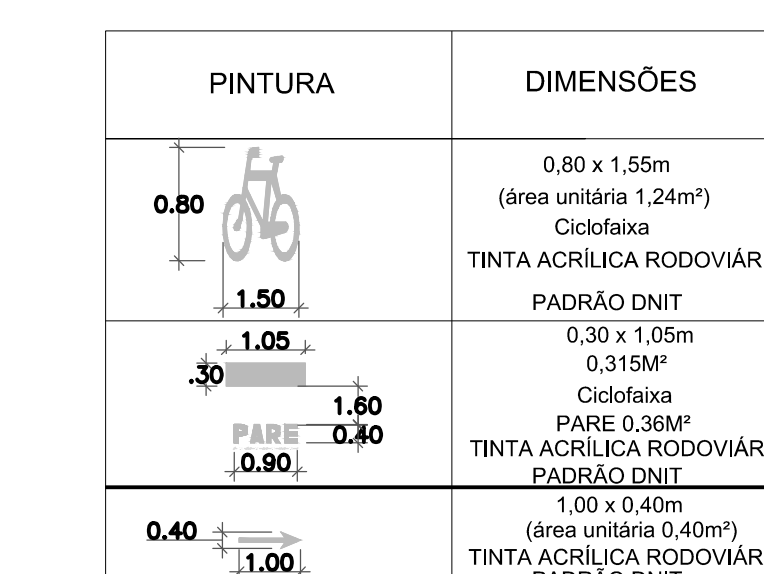 PINTURA
DIMENSÕES
0.80
1.50
0,80 x 1,55m
(área unitária 1,24m²)
Ciclofaixa
TINTA ACRÍLICA RODOVIÁR
PADRÃO DNIT
1.05
.30
1.60
PARE
0.40
0.90
0,30 x 1,05m
0,315M²
Ciclofaixa
PARE 0.36M²
TINTA ACRÍLICA RODOVIÁR
PADRÃO DNIT
0.40
1.00
1,00 x 0,40m
(área unitária 0,40m²)
TINTA ACRÍLICA RODOVIÁR
PADRÃO DNIT